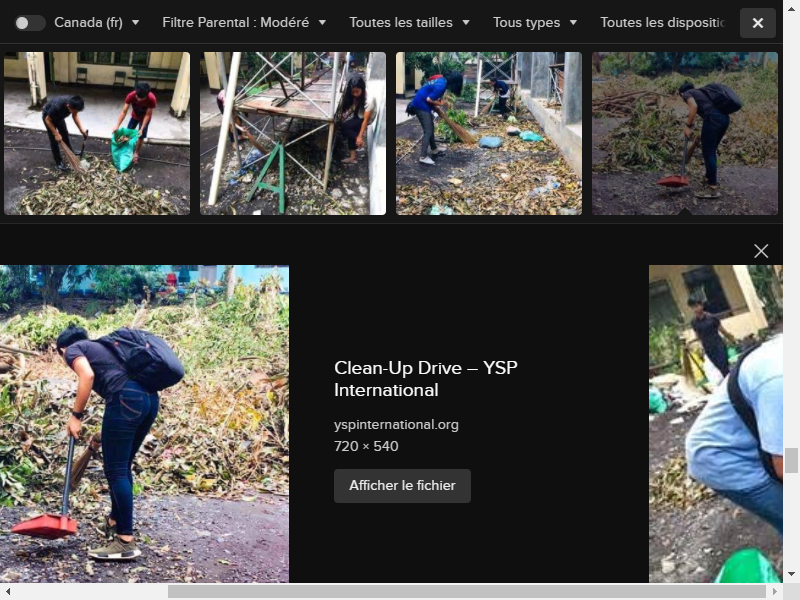 Canada (fr)
Filtre Parental : Modéré
Toutes les tailles
Tous types
Toutes les
Clean-Up Drive – YSP
International
yspinternational.org
720 × 540
Afficher le fichier